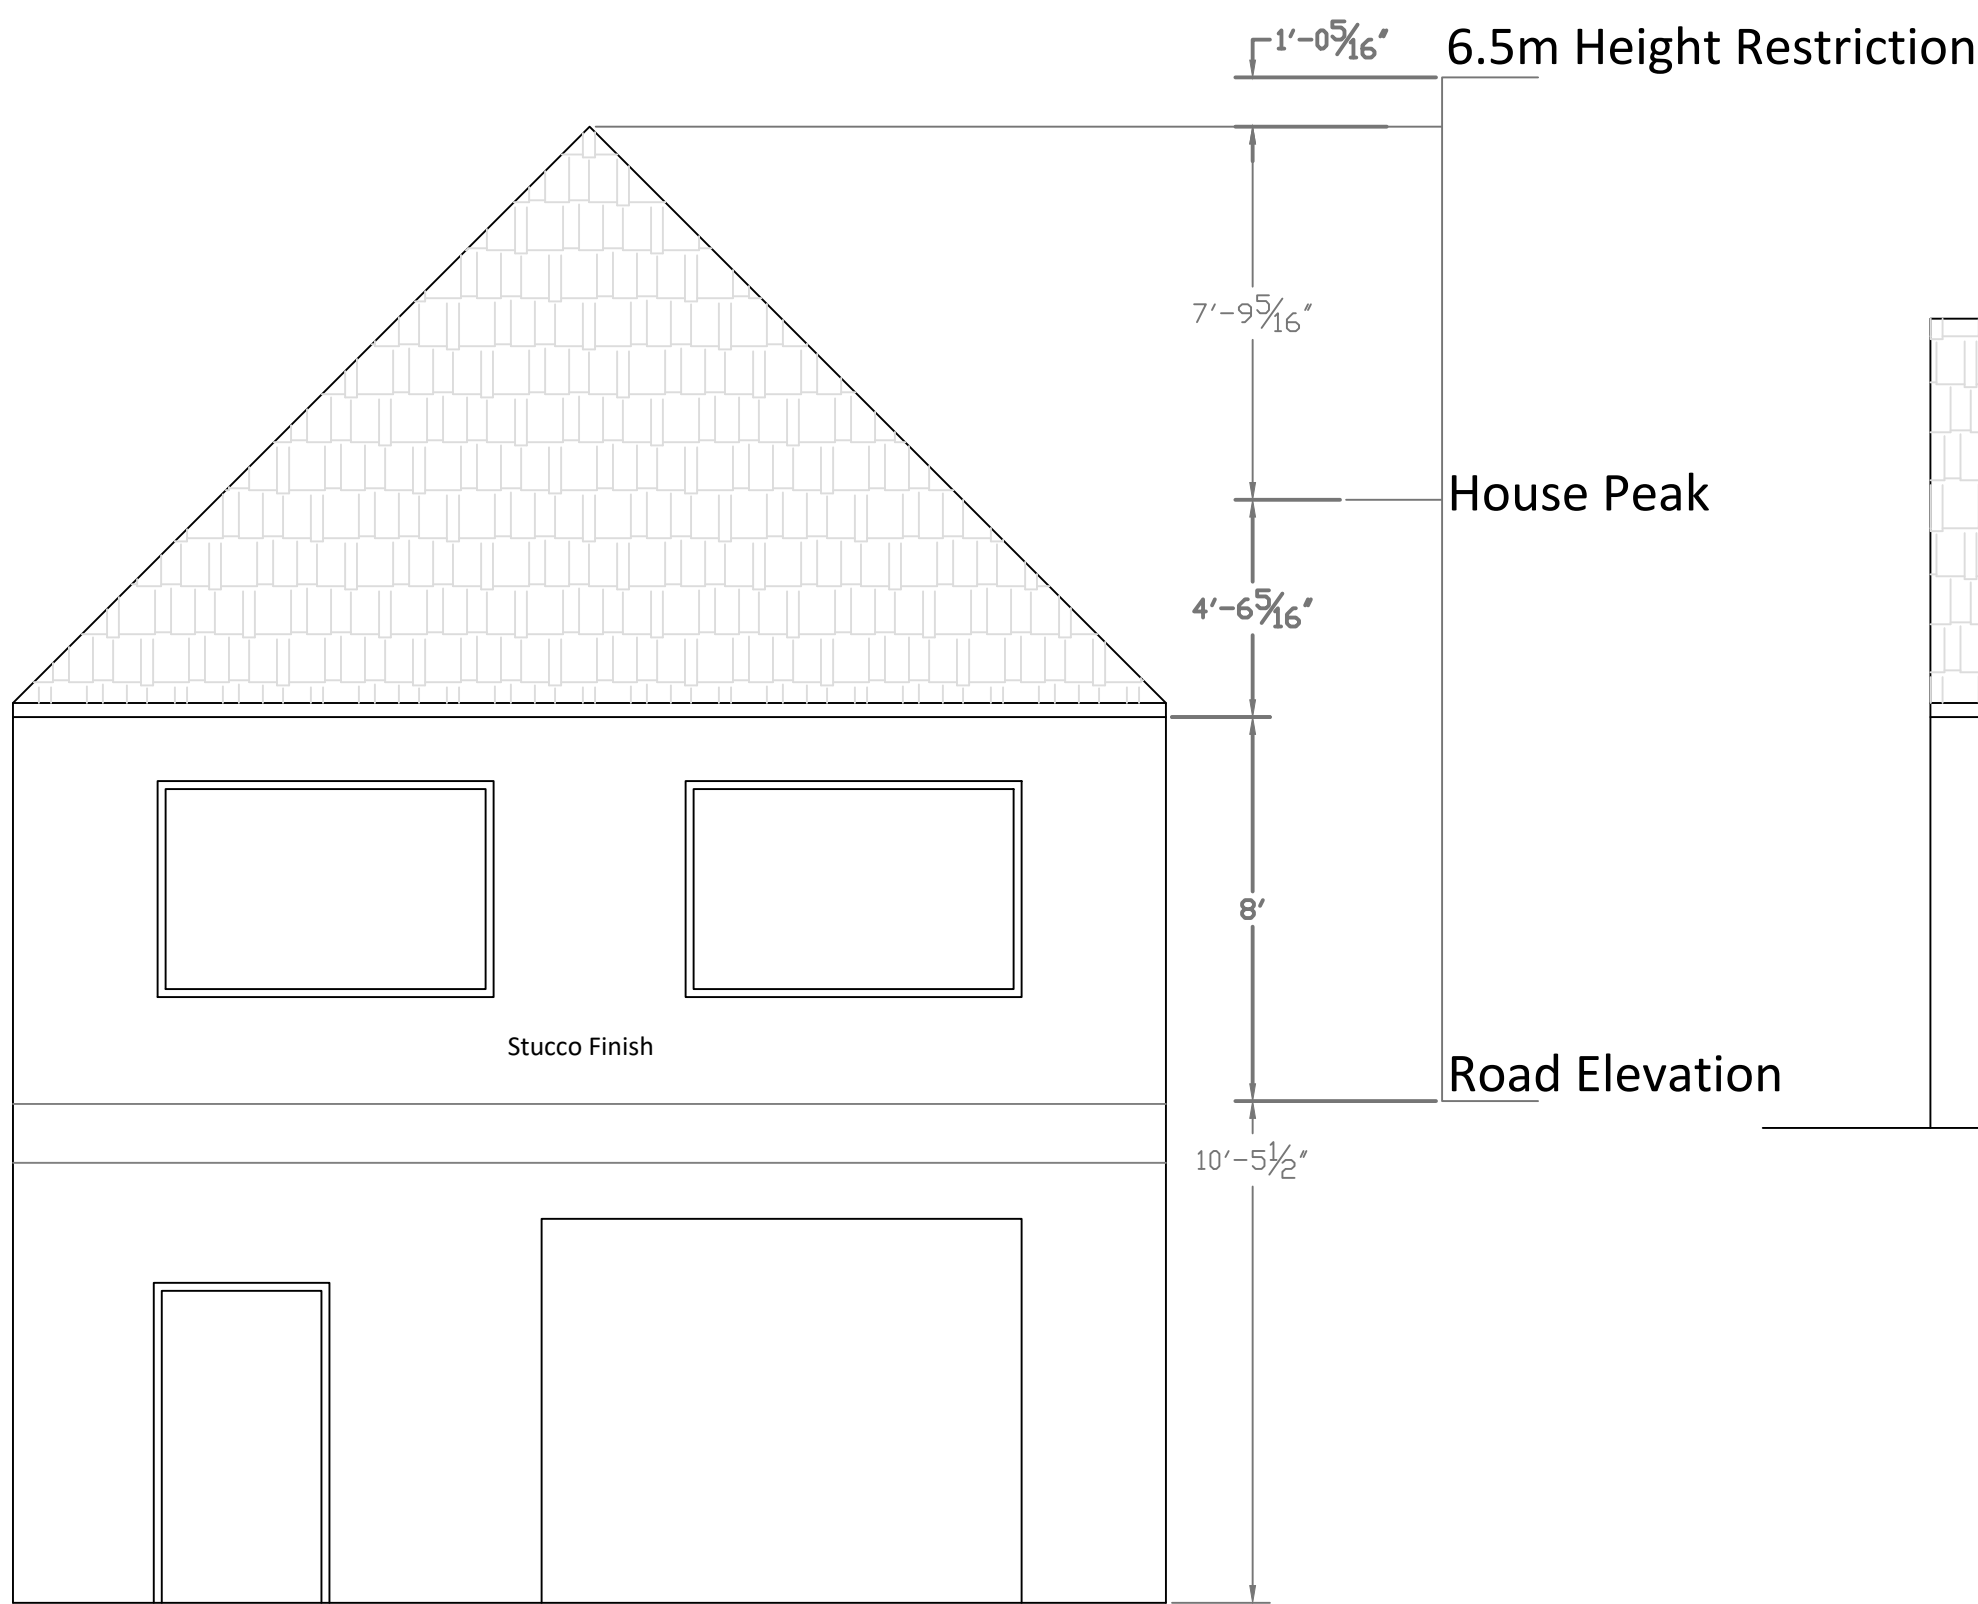 1'-0 5/16"
6.5m Height Restriction
7'-9 5/16"
House Peak
4'-6 5/16"
8'
Stucco Finish
Road Elevation
10'-5 1/2"